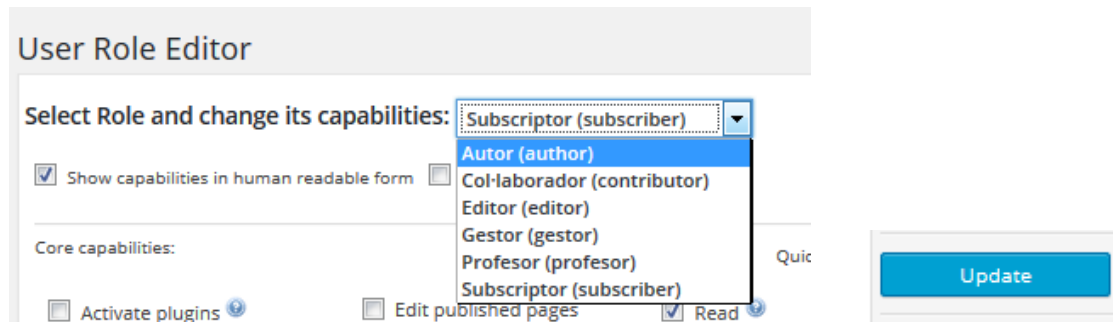 User Role Editor
Select Role and change its capabilities: Subscriptor (subscriber)
Autor (author)
Show capabilities in human readable form
Col·laborador (contributor)
Editor (editor)
Gestor (gestor)
Core capabilities:
Profesor (profesor)
Subscriptor (subscriber)
Activate plugins
Edit published pages
Read
Update